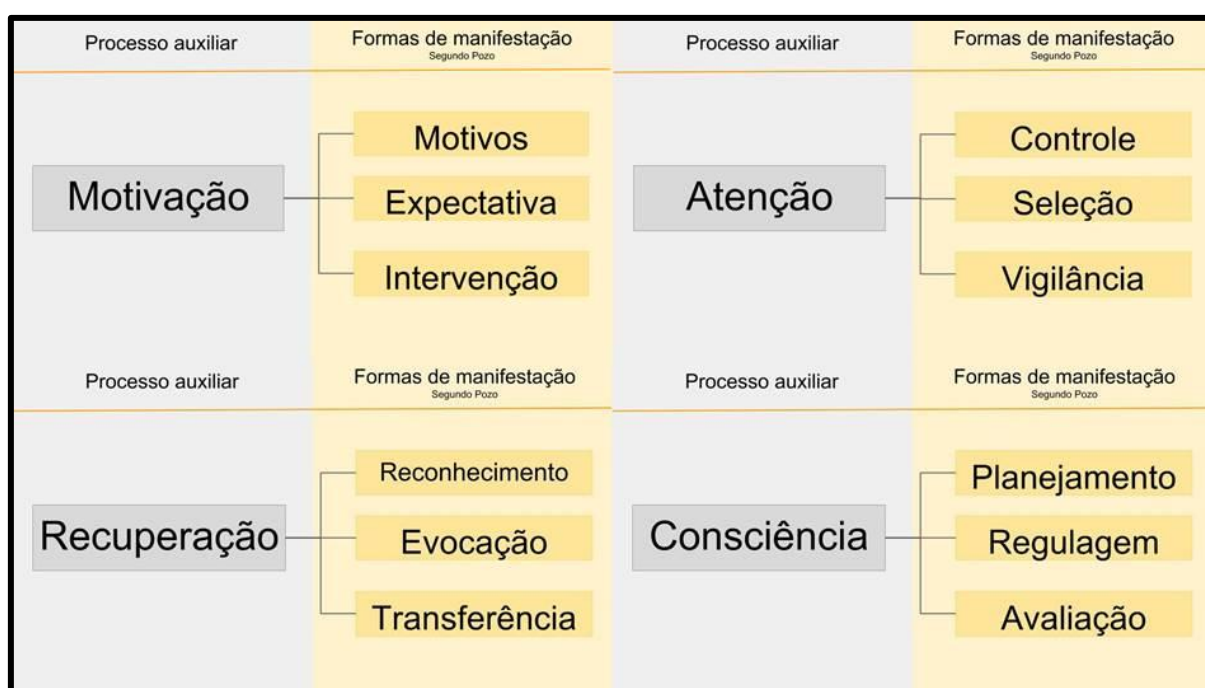 Processo auxiliar
Formas de manifestação
Segundo Pozo
Motivação
Motivos
Expectativa
Intervenção
Processo auxiliar
Formas de manifestação
Segundo Pozo
Atenção
Controle
Seleção
Vigilância
Processo auxiliar
Formas de manifestação
Segundo Pozo
Recuperação
Reconhecimento
Evocação
Transferência
Processo auxiliar
Formas de manifestação
Segundo Pozo
Consciência
Planejamento
Regulagem
Avaliação